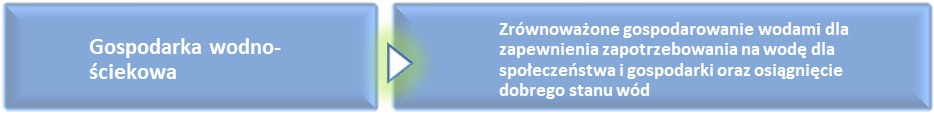 Gospodarka wodno-
ściekowa
Zrównoważone gospodarowanie wodami dla
zapewnienia zapotrzebowania na wodę dla
społeczeństwa i gospodarki oraz osiągnięcie
dobrego stanu wód